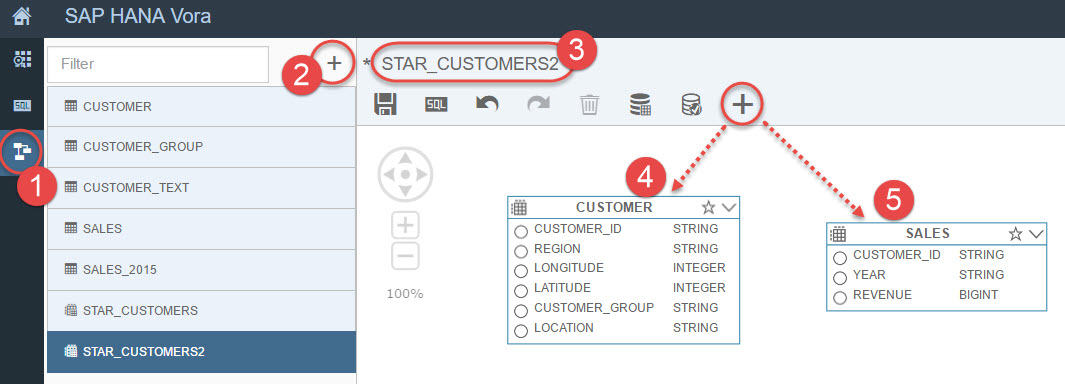 SAP HANA Vora
Filter
2
+
* STAR_CUSTOMERS2
3
SQL
SQL
1
CUSTOMER
CUSTOMER_GROUP
CUSTOMER_TEXT
SALES
SALES_2015
STAR_CUSTOMERS
STAR_CUSTOMERS2
100%
4
CUSTOMER
CUSTOMER_ID STRING
REGION STRING
LONGITUDE INTEGER
LATITUDE INTEGER
CUSTOMER_GROUP STRING
LOCATION STRING
5
SALES
CUSTOMER_ID STRING
YEAR STRING
REVENUE BIGINT